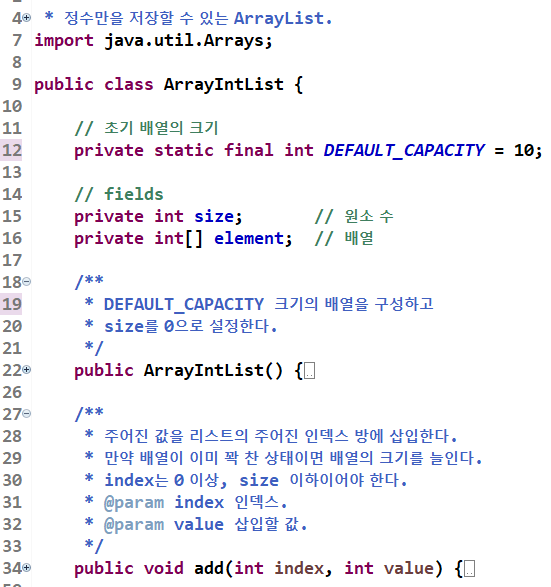 4 * 정수만을 저장할 수 있는 ArrayList.
7 import java.util.Arrays;
8
9 public class ArrayIntList {
10
11 // 초기 배열의 크기
12 private static final int DEFAULT_CAPACITY = 10;
13
14 // fields
15 private int size; // 원소 수
16 private int[] element; // 배열
17
18 /**
19 * DEFAULT_CAPACITY 크기의 배열을 구성하고
20 * size를 0으로 설정한다.
21 */
22 public ArrayIntList() {
26
27 /**
28 * 주어진 값을 리스트의 주어진 인덱스 방에 삽입한다.
29 * 만약 배열이 이미 꽉 찬 상태이면 배열의 크기를 늘인다.
30 * index는 0 이상, size 이하이어야 한다.
31 * @param index 인덱스.
32 * @param value 삽입할 값.
33 */
34 public void add(int index, int value) {